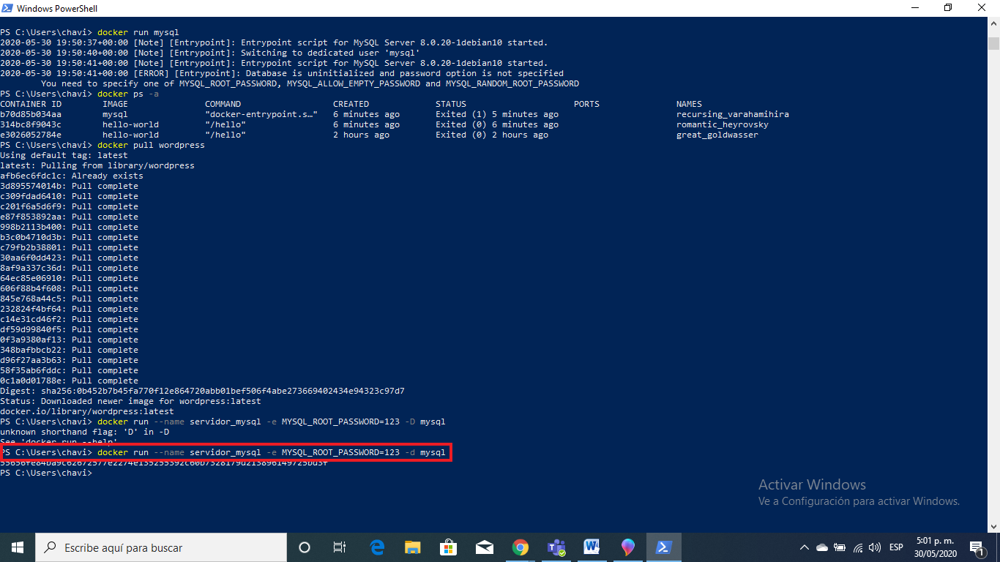 Windows PowerShell
PS C:\Users\chavi> docker run mysql
2020-05-30 19:50:37+00:00 [Note] [Entrypoint]: Entrypoint script for MySQL Server 8.0.20-1debian10 started.
2020-05-30 19:50:40+00:00 [Note] [Entrypoint]: Switching to dedicated user 'mysql'
2020-05-30 19:50:41+00:00 [Note] [Entrypoint]: Entrypoint script for MySQL Server 8.0.20-1debian10 started.
2020-05-30 19:50:41+00:00 [ERROR] [Entrypoint]: Database is uninitialized and password option is not specified
You need to specify one of MYSQL_ROOT_PASSWORD, MYSQL_ALLOW_EMPTY_PASSWORD and MYSQL_RANDOM_ROOT_PASSWORD
PS C:\Users\chavi> docker ps -a
CONTAINER ID IMAGE COMMAND CREATED STATUS PORTS NAMES
b70d85b034aa mysql "docker-entrypoint.s…" 6 minutes ago Exited (1) 5 minutes ago recursing_varahamihira
314bc8f9043c hello-world "/hello" 6 minutes ago Exited (0) 6 minutes ago romantic_heyrovsky
e3026052784e hello-world "/hello" 2 hours ago Exited (0) 2 hours ago great_goldwasser
PS C:\Users\chavi> docker pull wordpress
Using default tag: latest
latest: Pulling from library/wordpress
afb6ec6fdc1c: Already exists
3d895574014b: Pull complete
c309fdad6410: Pull complete
c201f6a5d6f9: Pull complete
e87f853892aa: Pull complete
998b2113b400: Pull complete
b3c0b4710d3b: Pull complete
c79fb2b38801: Pull complete
30aa6f0dd423: Pull complete
8af9a337c36d: Pull complete
64ec85e06910: Pull complete
606f88b4f608: Pull complete
845e768a44c5: Pull complete
232824f4bf64: Pull complete
c14e31cd46f2: Pull complete
df59d99840f5: Pull complete
0f3a9380af13: Pull complete
348bafbbcb22: Pull complete
d96f27aa3b63: Pull complete
58f35ab6fddc: Pull complete
0c1a0d01788e: Pull complete
Digest: sha256:0b452b7b45fa770f12e864720abb01bef506f4abe273669402434e94323c97d7
Status: Downloaded newer image for wordpress:latest
docker.io/library/wordpress:latest
PS C:\Users\chavi> docker run --name servidor_mysql -e MYSQL_ROOT_PASSWORD=123 -D mysql
unknown shorthand flag: 'D' in -D
See 'docker run --help'
PS C:\Users\chavi> docker run --name servidor_mysql -e MYSQL_ROOT_PASSWORD=123 -d mysql
PS C:\Users\chavi>
Activar Windows
Ve a Configuración para activar Windows.
Escribe aquí para buscar
ESP
5:01 p. m.
30/05/2020
1